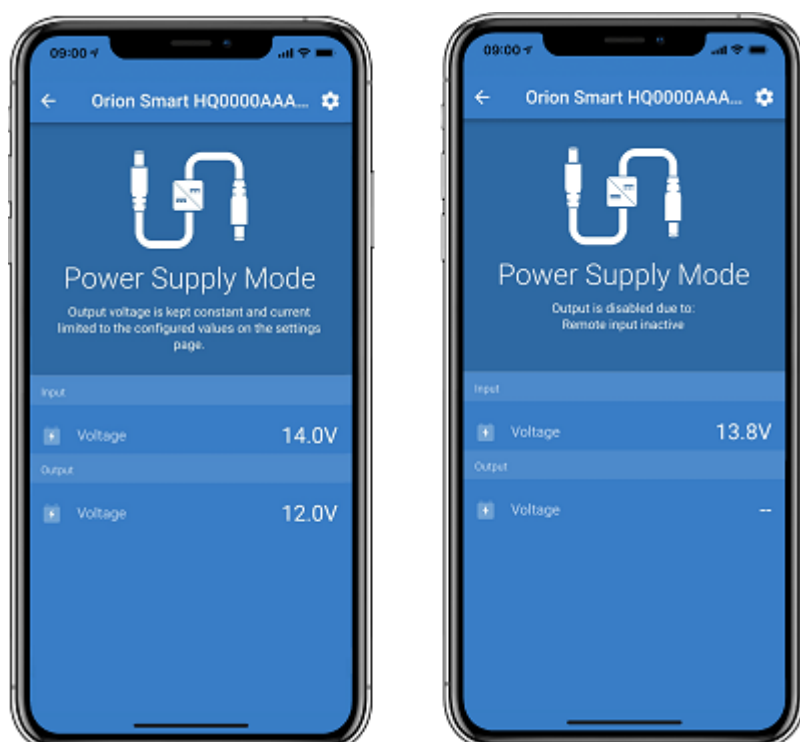 09:00
Orion Smart HQ0000AAA...
Power Supply Mode
Output voltage is kept constant and current
limited to the configured values on the settings
page.
Input
Voltage 14.0V
Output
Voltage 12.0V
09:00
Orion Smart HQ0000AAA...
Power Supply Mode
Output is disabled due to:
Remote input inactive
Input
Voltage 13.8V
Output
Voltage --